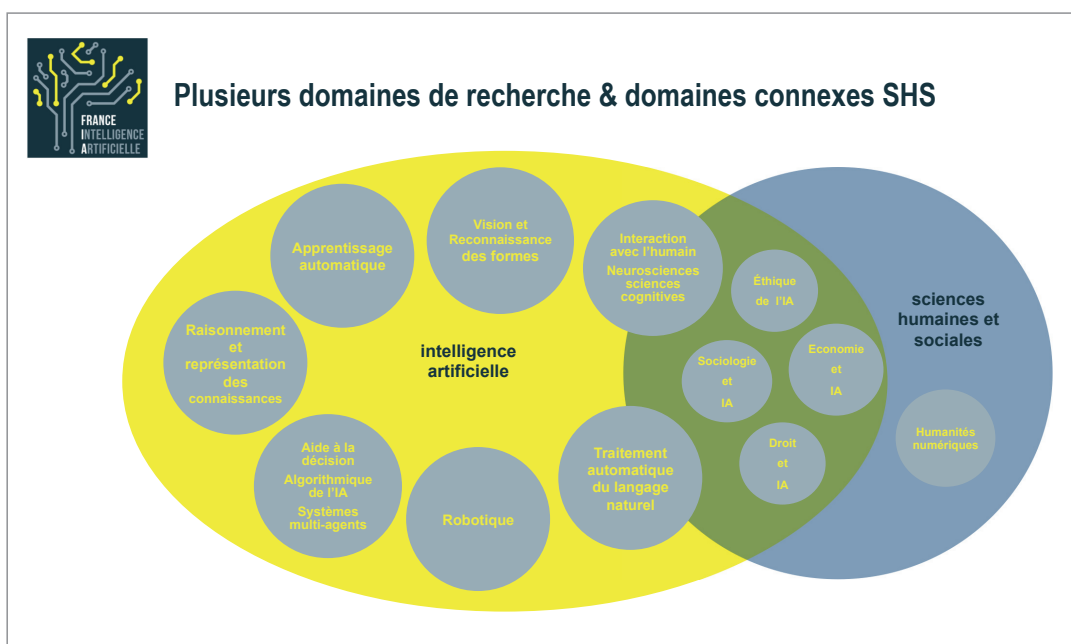 FRANCE
INTELLIGENCE
ARTIFICIELLE
Plusieurs domaines de recherche & domaines connexes SHS
Apprentissage
automatique
Vision et
Reconnaissance
des formes
Interaction
avec l'humain
Neurosciences
sciences
cognitives
Éthique
de l'IA
sciences
humaines et
sociales
Raisonnement
et
représentation
des
connaissances
intelligence
artificielle
Sociologie
et
IA
Economie
et
IA
Aide à la
décision
Algorithmique
de l'IA
Systèmes
multi-agents
Robotique
Traitement
automatique
du langage
naturel
Droit
et
IA
Humanités
numériques